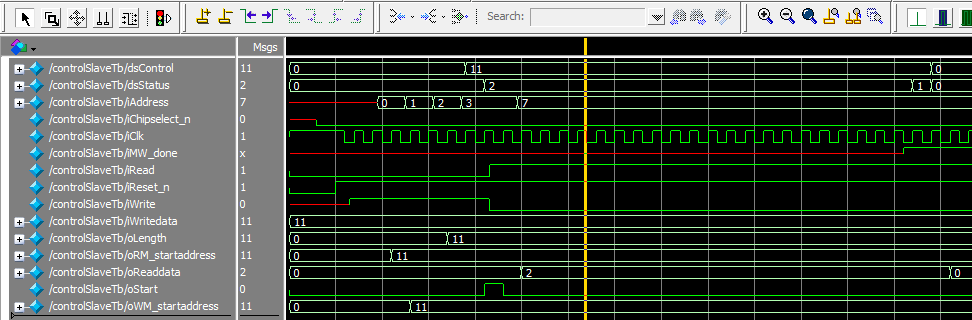 Search:
Msgs
/controlSlaveTb/dsControl 11 0 11 0
/controlSlaveTb/dsStatus 2 0 2 1 0
/controlSlaveTb/iAddress 7 0 1 2 3 7
/controlSlaveTb/iChipselect_n 0
/controlSlaveTb/iClk 1
/controlSlaveTb/iMW_done x
/controlSlaveTb/iRead 1
/controlSlaveTb/iReset_n 1
/controlSlaveTb/iWrite 0
/controlSlaveTb/iWritedata 11 11
/controlSlaveTb/oLength 11 0 11
/controlSlaveTb/oRM_startaddress 11 0 11
/controlSlaveTb/oReaddata 2 0 2 0
/controlSlaveTb/oStart 0
/controlSlaveTb/oWM_startaddress 11 0 11